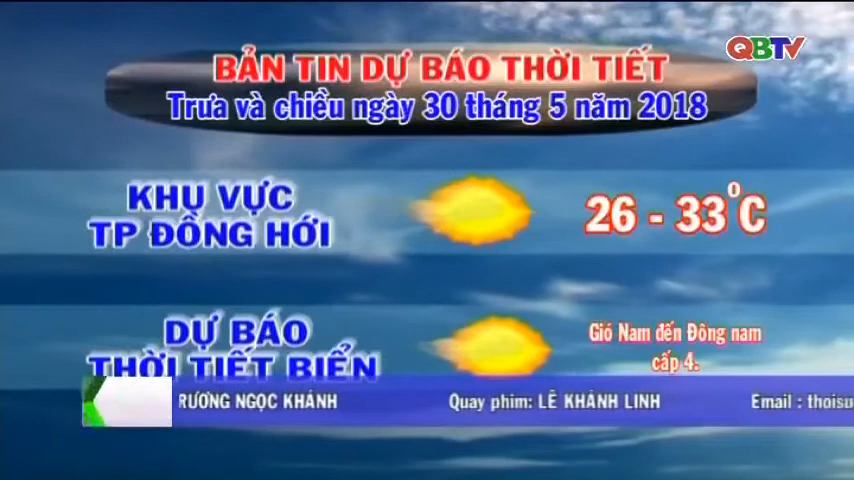 QBTV
BẢN TIN DỰ BÁO THỜI TIẾT
Trưa và chiều ngày 30 tháng 5 năm 2018
KHU VỰC
TP ĐỒNG HỚI
26 - 33°C
DỰ BÁO
THỜI TIẾT BIỂN
Gió Nam đến Đông nam
cấp 4.
RƯƠNG NGỌC KHÁNH Quay phim: LÊ KHÁNH LINH Email : thoisu